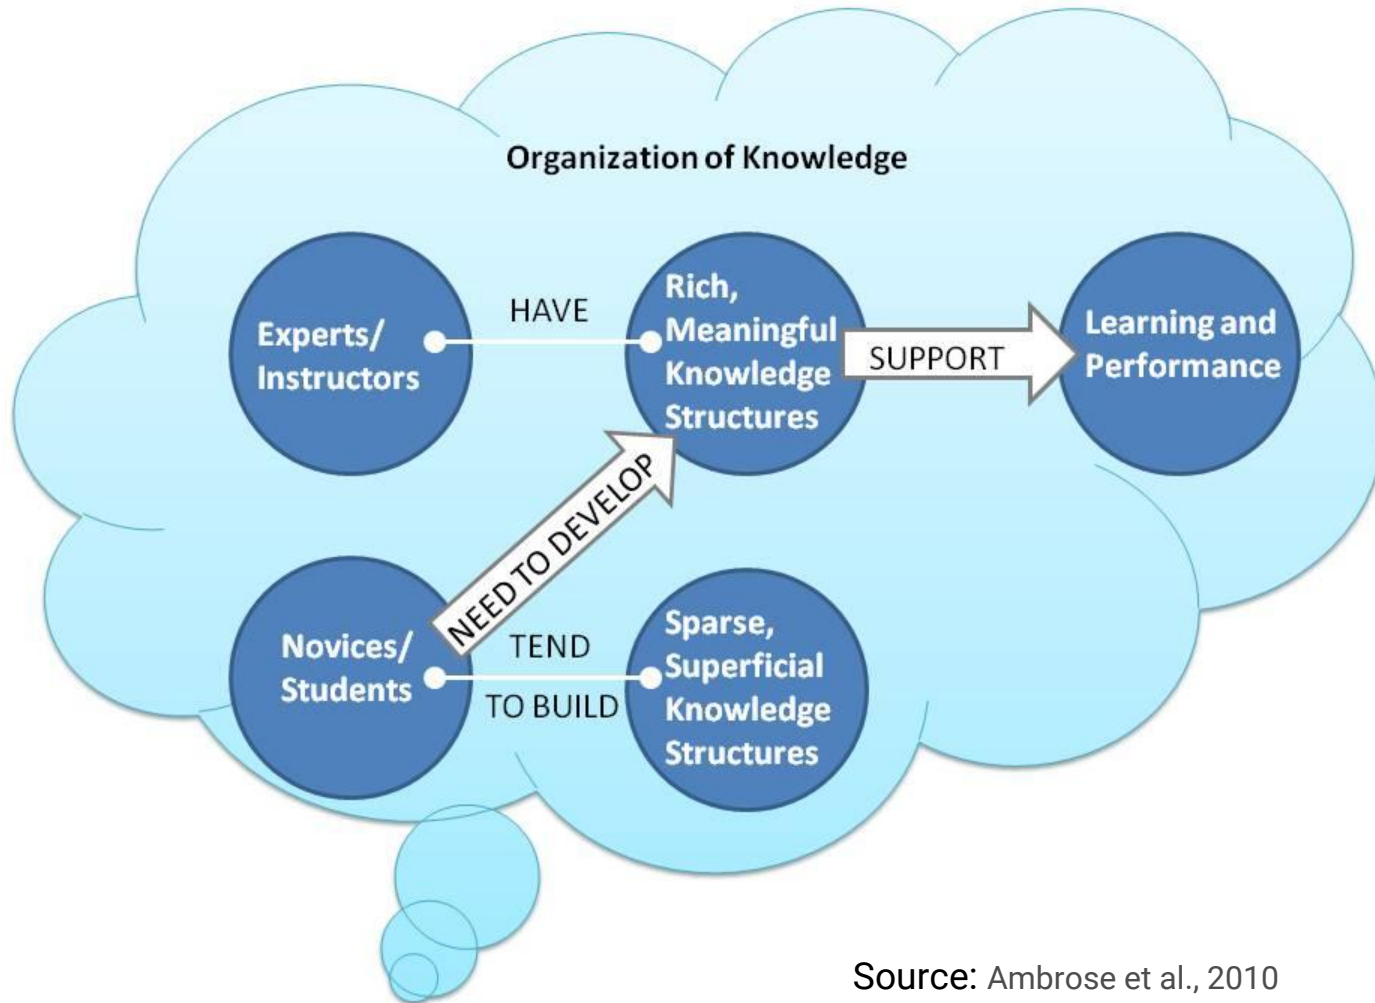 Organization of Knowledge
Experts/
Instructors
HAVE
Rich,
Meaningful
Knowledge
Structures
SUPPORT
Learning and
Performance
NEED TO DEVELOP
Novices/
Students
TEND
TO BUILD
Sparse,
Superficial
Knowledge
Structures
Source: Ambrose et al., 2010